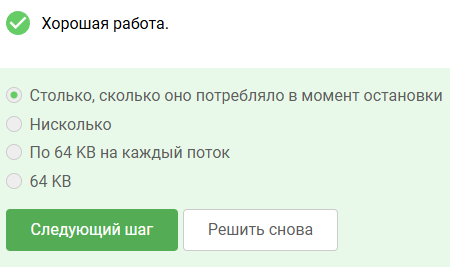 Хорошая работа.
Столько, сколько оно потребляло в момент остановки
Нисколько
По 64 KB на каждый поток
64 KB
Следующий шаг
Решить снова